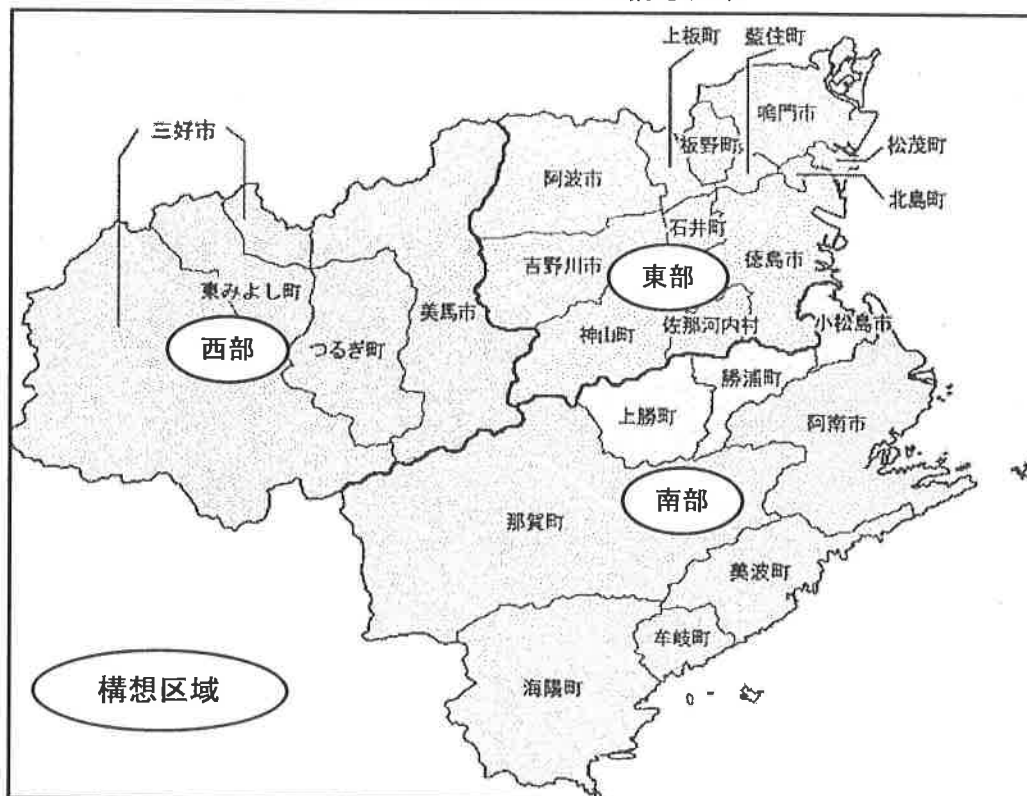 上板町
藍住町
三好市
鳴門市
板野町
松茂町
阿波市
北島町
石井町
吉野川市
東部
徳島市
東みよし町
美馬市
西部
つるぎ町
神山町
佐那河内村
小松島市
勝浦町
上勝町
阿南市
那賀町
南部
美波町
牟岐町
構想区域
海陽町